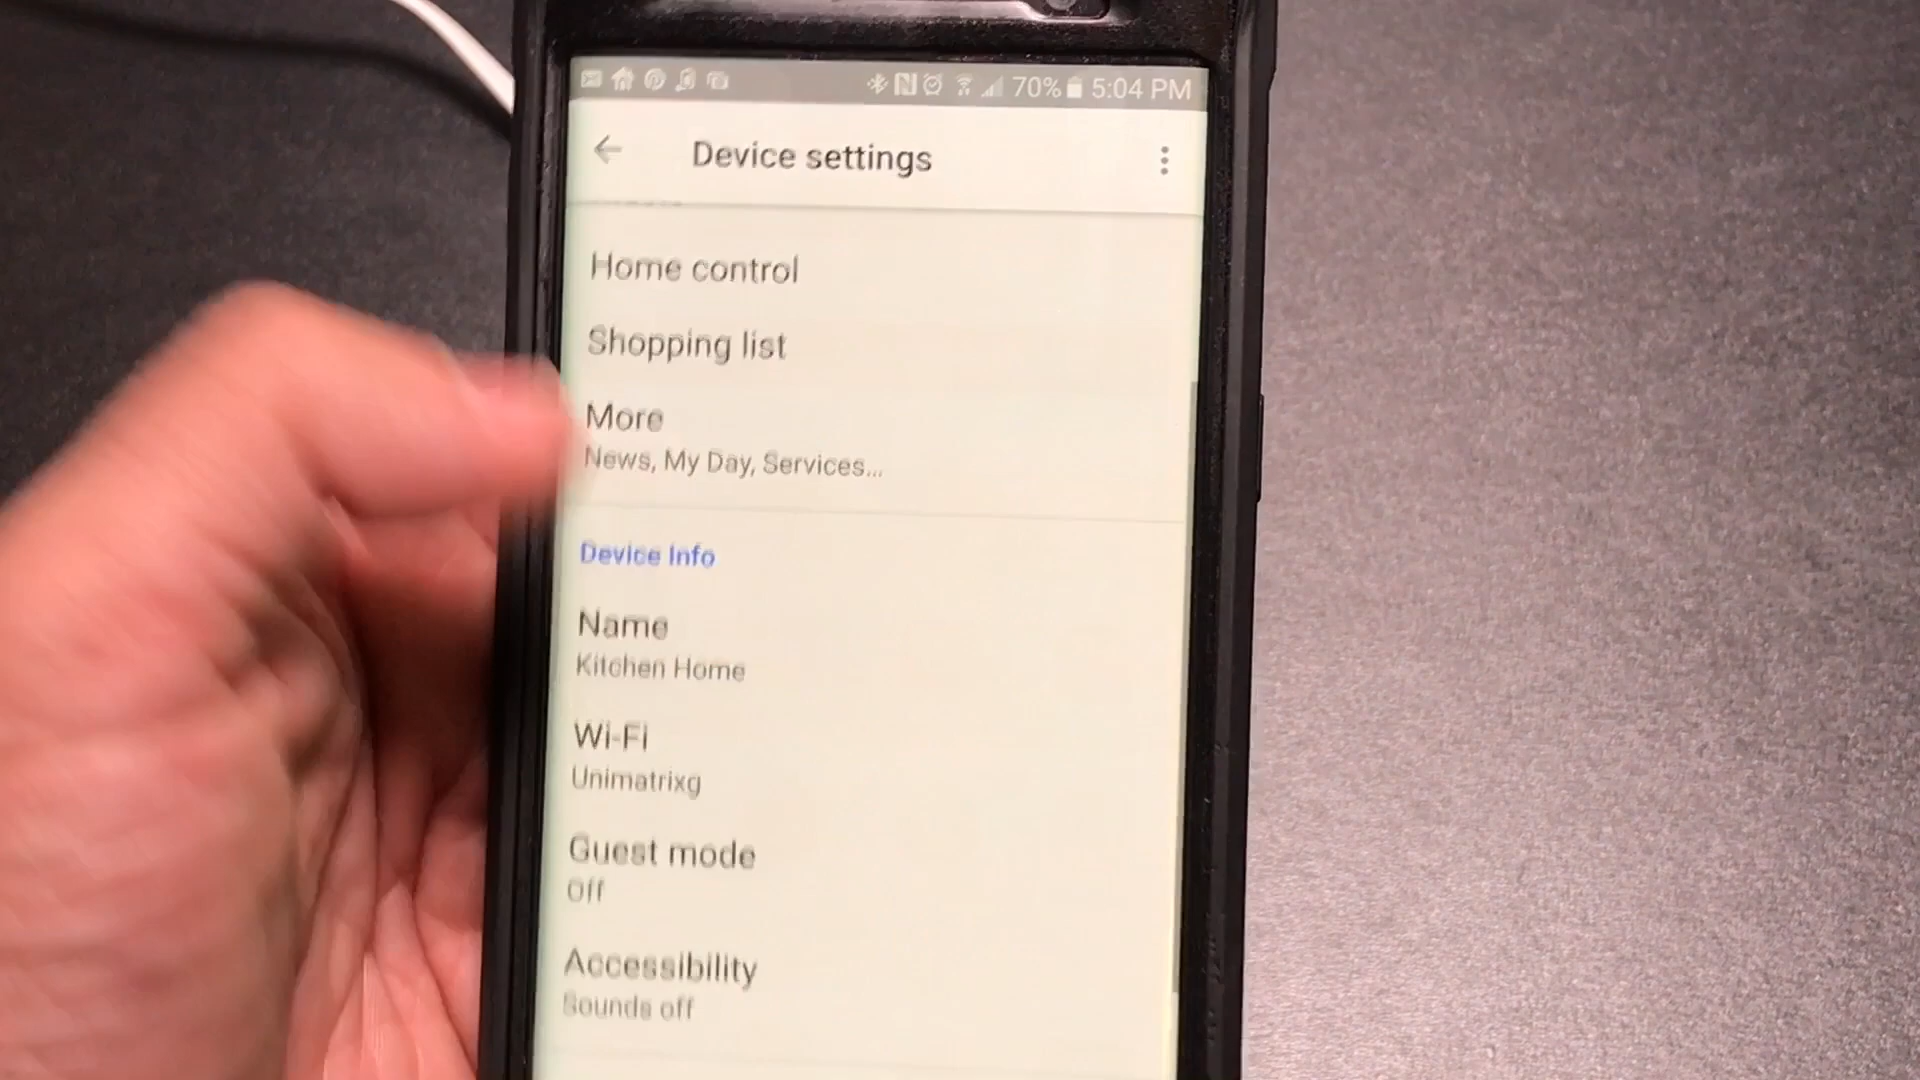 70% 5:04 PM
Device settings
Home control
Shopping list
More
News, My Day, Services...
Device Info
Name
Kitchen Home
Wi-Fi
Unimatrixg
Guest mode
Off
Accessibility
Sounds off